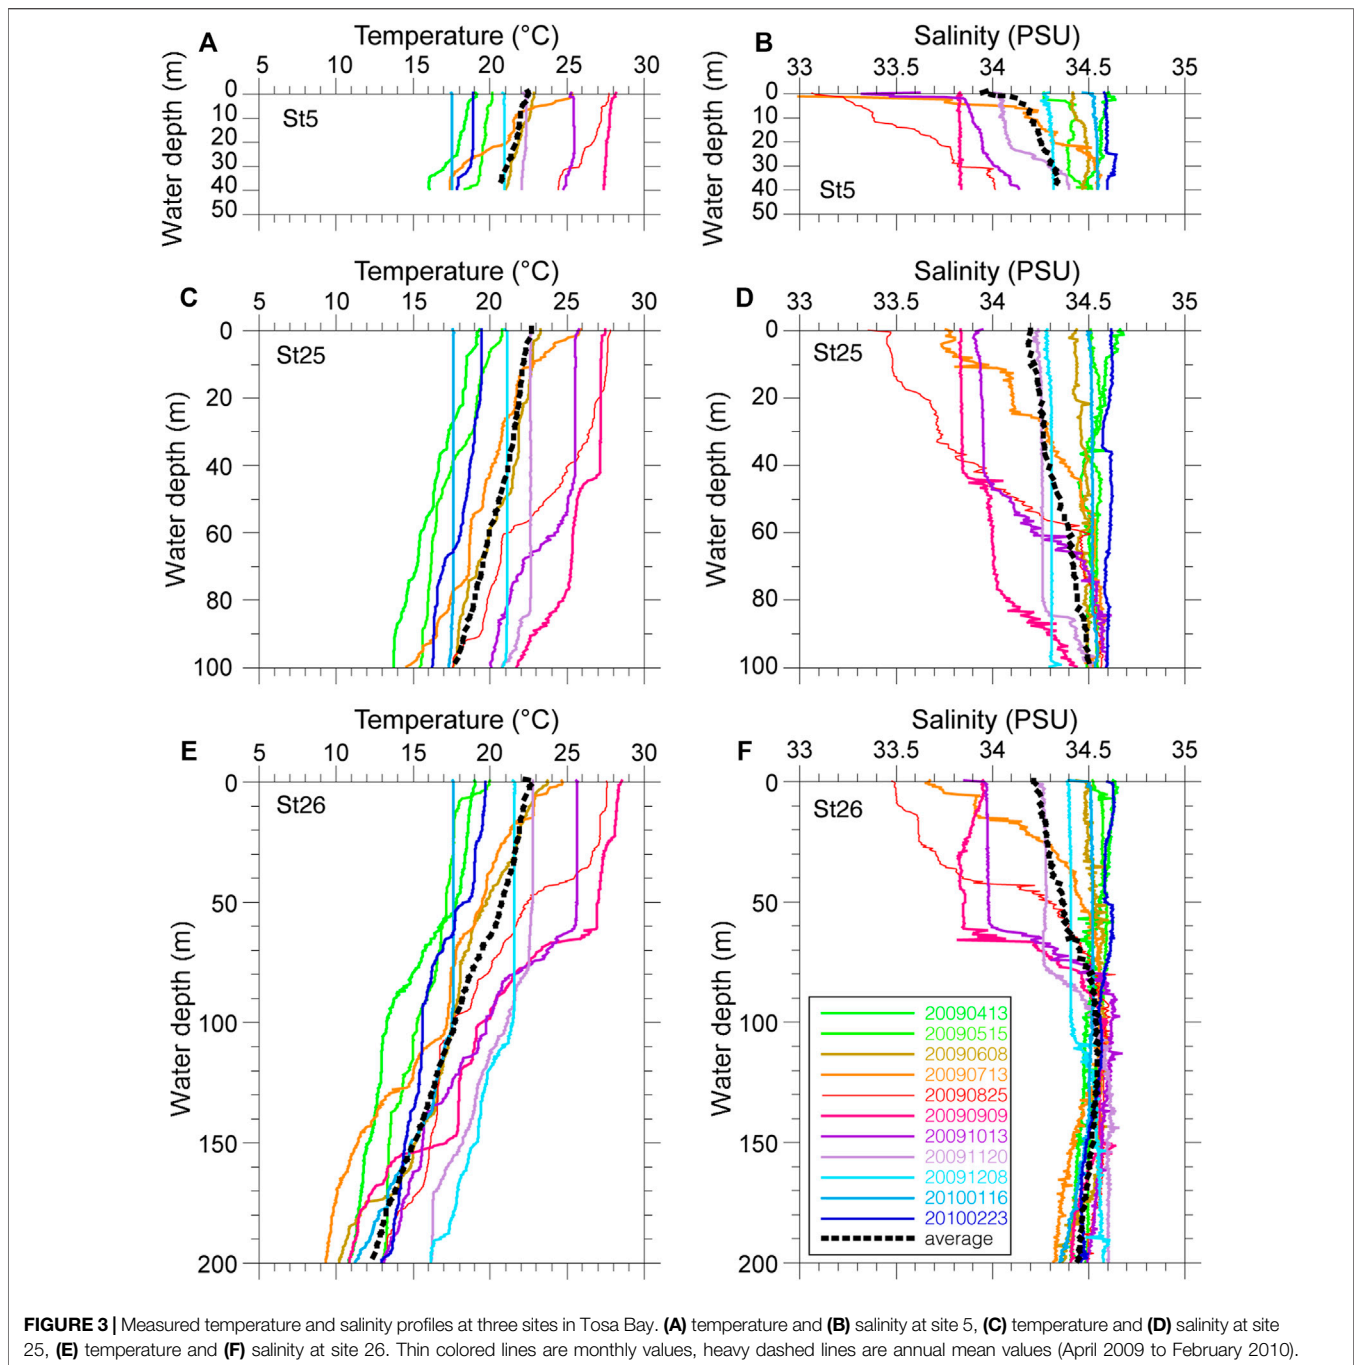 A
Temperature (°C)
5 10 15 20 25 30
Water depth (m)
0
10
20
30
40
50
St5
B
Salinity (PSU)
33 33.5 34 34.5 35
Water depth (m)
0
10
20
30
40
50
St5
C
Temperature (°C)
5 10 15 20 25 30
Water depth (m)
0
20
40
60
80
100
St25
D
Salinity (PSU)
33 33.5 34 34.5 35
Water depth (m)
0
20
40
60
80
100
St25
E
Temperature (°C)
5 10 15 20 25 30
Water depth (m)
0
50
100
150
200
St26
F
Salinity (PSU)
33 33.5 34 34.5 35
Water depth (m)
0
50
100
150
200
St26
20090413
20090515
20090608
20090713
20090825
20090909
20091013
20091120
20091208
20100116
20100223
average
FIGURE 3 | Measured temperature and salinity profiles at three sites in Tosa Bay. (A) temperature and (B) salinity at site 5, (C) temperature and (D) salinity at site
25, (E) temperature and (F) salinity at site 26. Thin colored lines are monthly values, heavy dashed lines are annual mean values (April 2009 to February 2010).